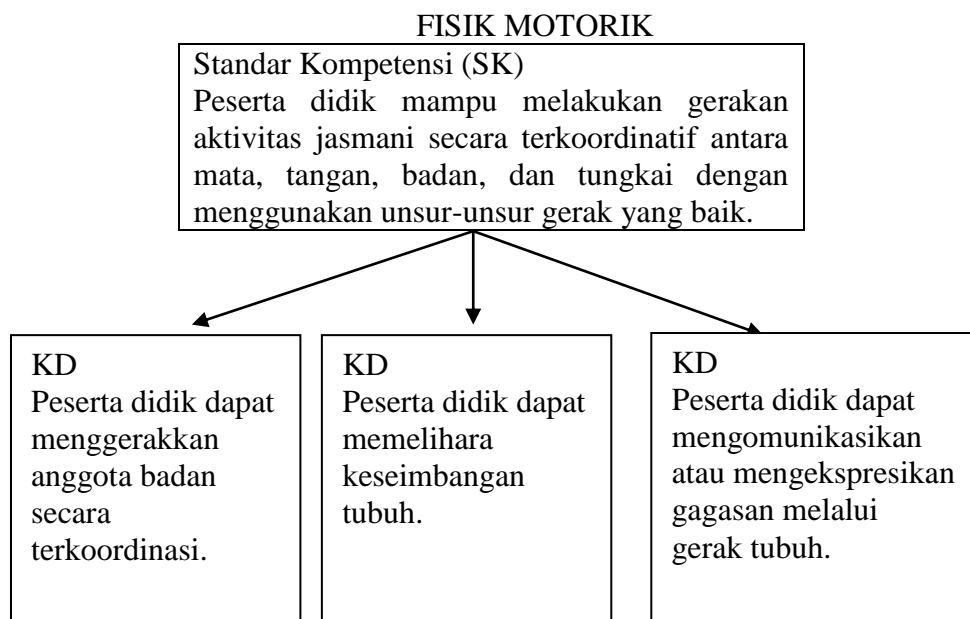 FISIK MOTORIK
Standar Kompetensi (SK)
Peserta didik mampu melakukan gerakan
aktivitas jasmani secara terkoordinatif antara
mata, tangan, badan, dan tungkai dengan
menggunakan unsur-unsur gerak yang baik.
KD
Peserta didik dapat
menggerakkan
anggota badan
secara
terkoordinasi.
KD
Peserta didik dapat
memelihara
keseimbangan
tubuh.
KD
Peserta didik dapat
mengomunikasikan
atau mengekspresikan
gagasan melalui
gerak tubuh.